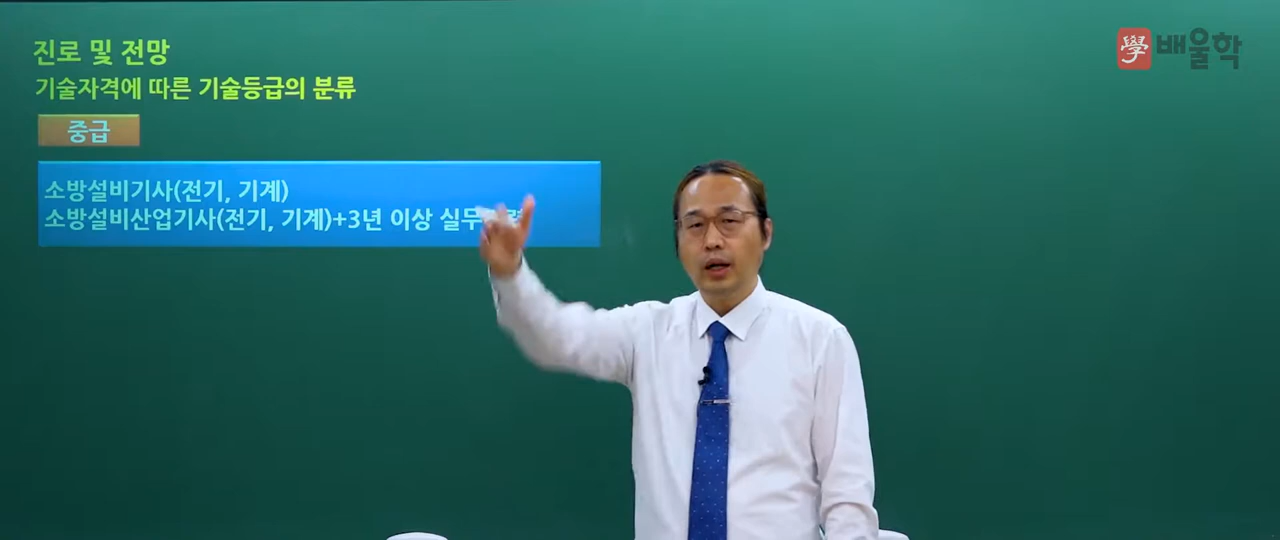 진로 및 전망
기술자격에 따른 기술등급의 분류
중급
소방설비기사(전기, 기계)
소방설비산업기사(전기, 기계)+3년 이상 실무
學 배울학